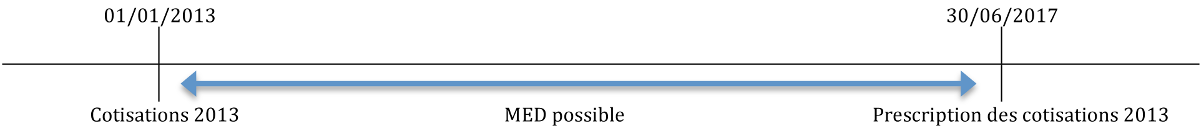 01/01/2013 30/06/2017
Cotisations 2013 MED possible Prescription des cotisations 2013